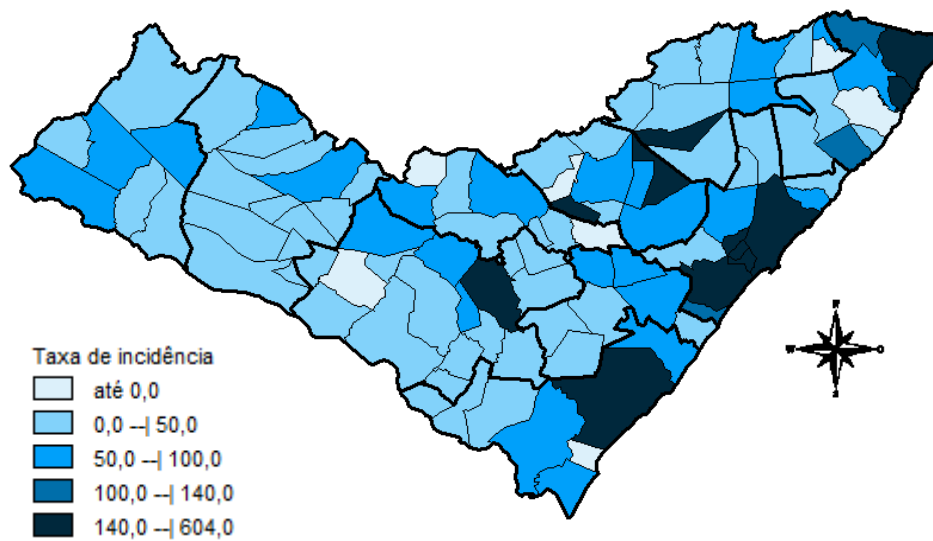 N
W
O
S
Taxa de incidência
até 0,0
0,0 --| 50,0
50,0 --| 100,0
100,0 --| 140,0
140,0 --| 604,0